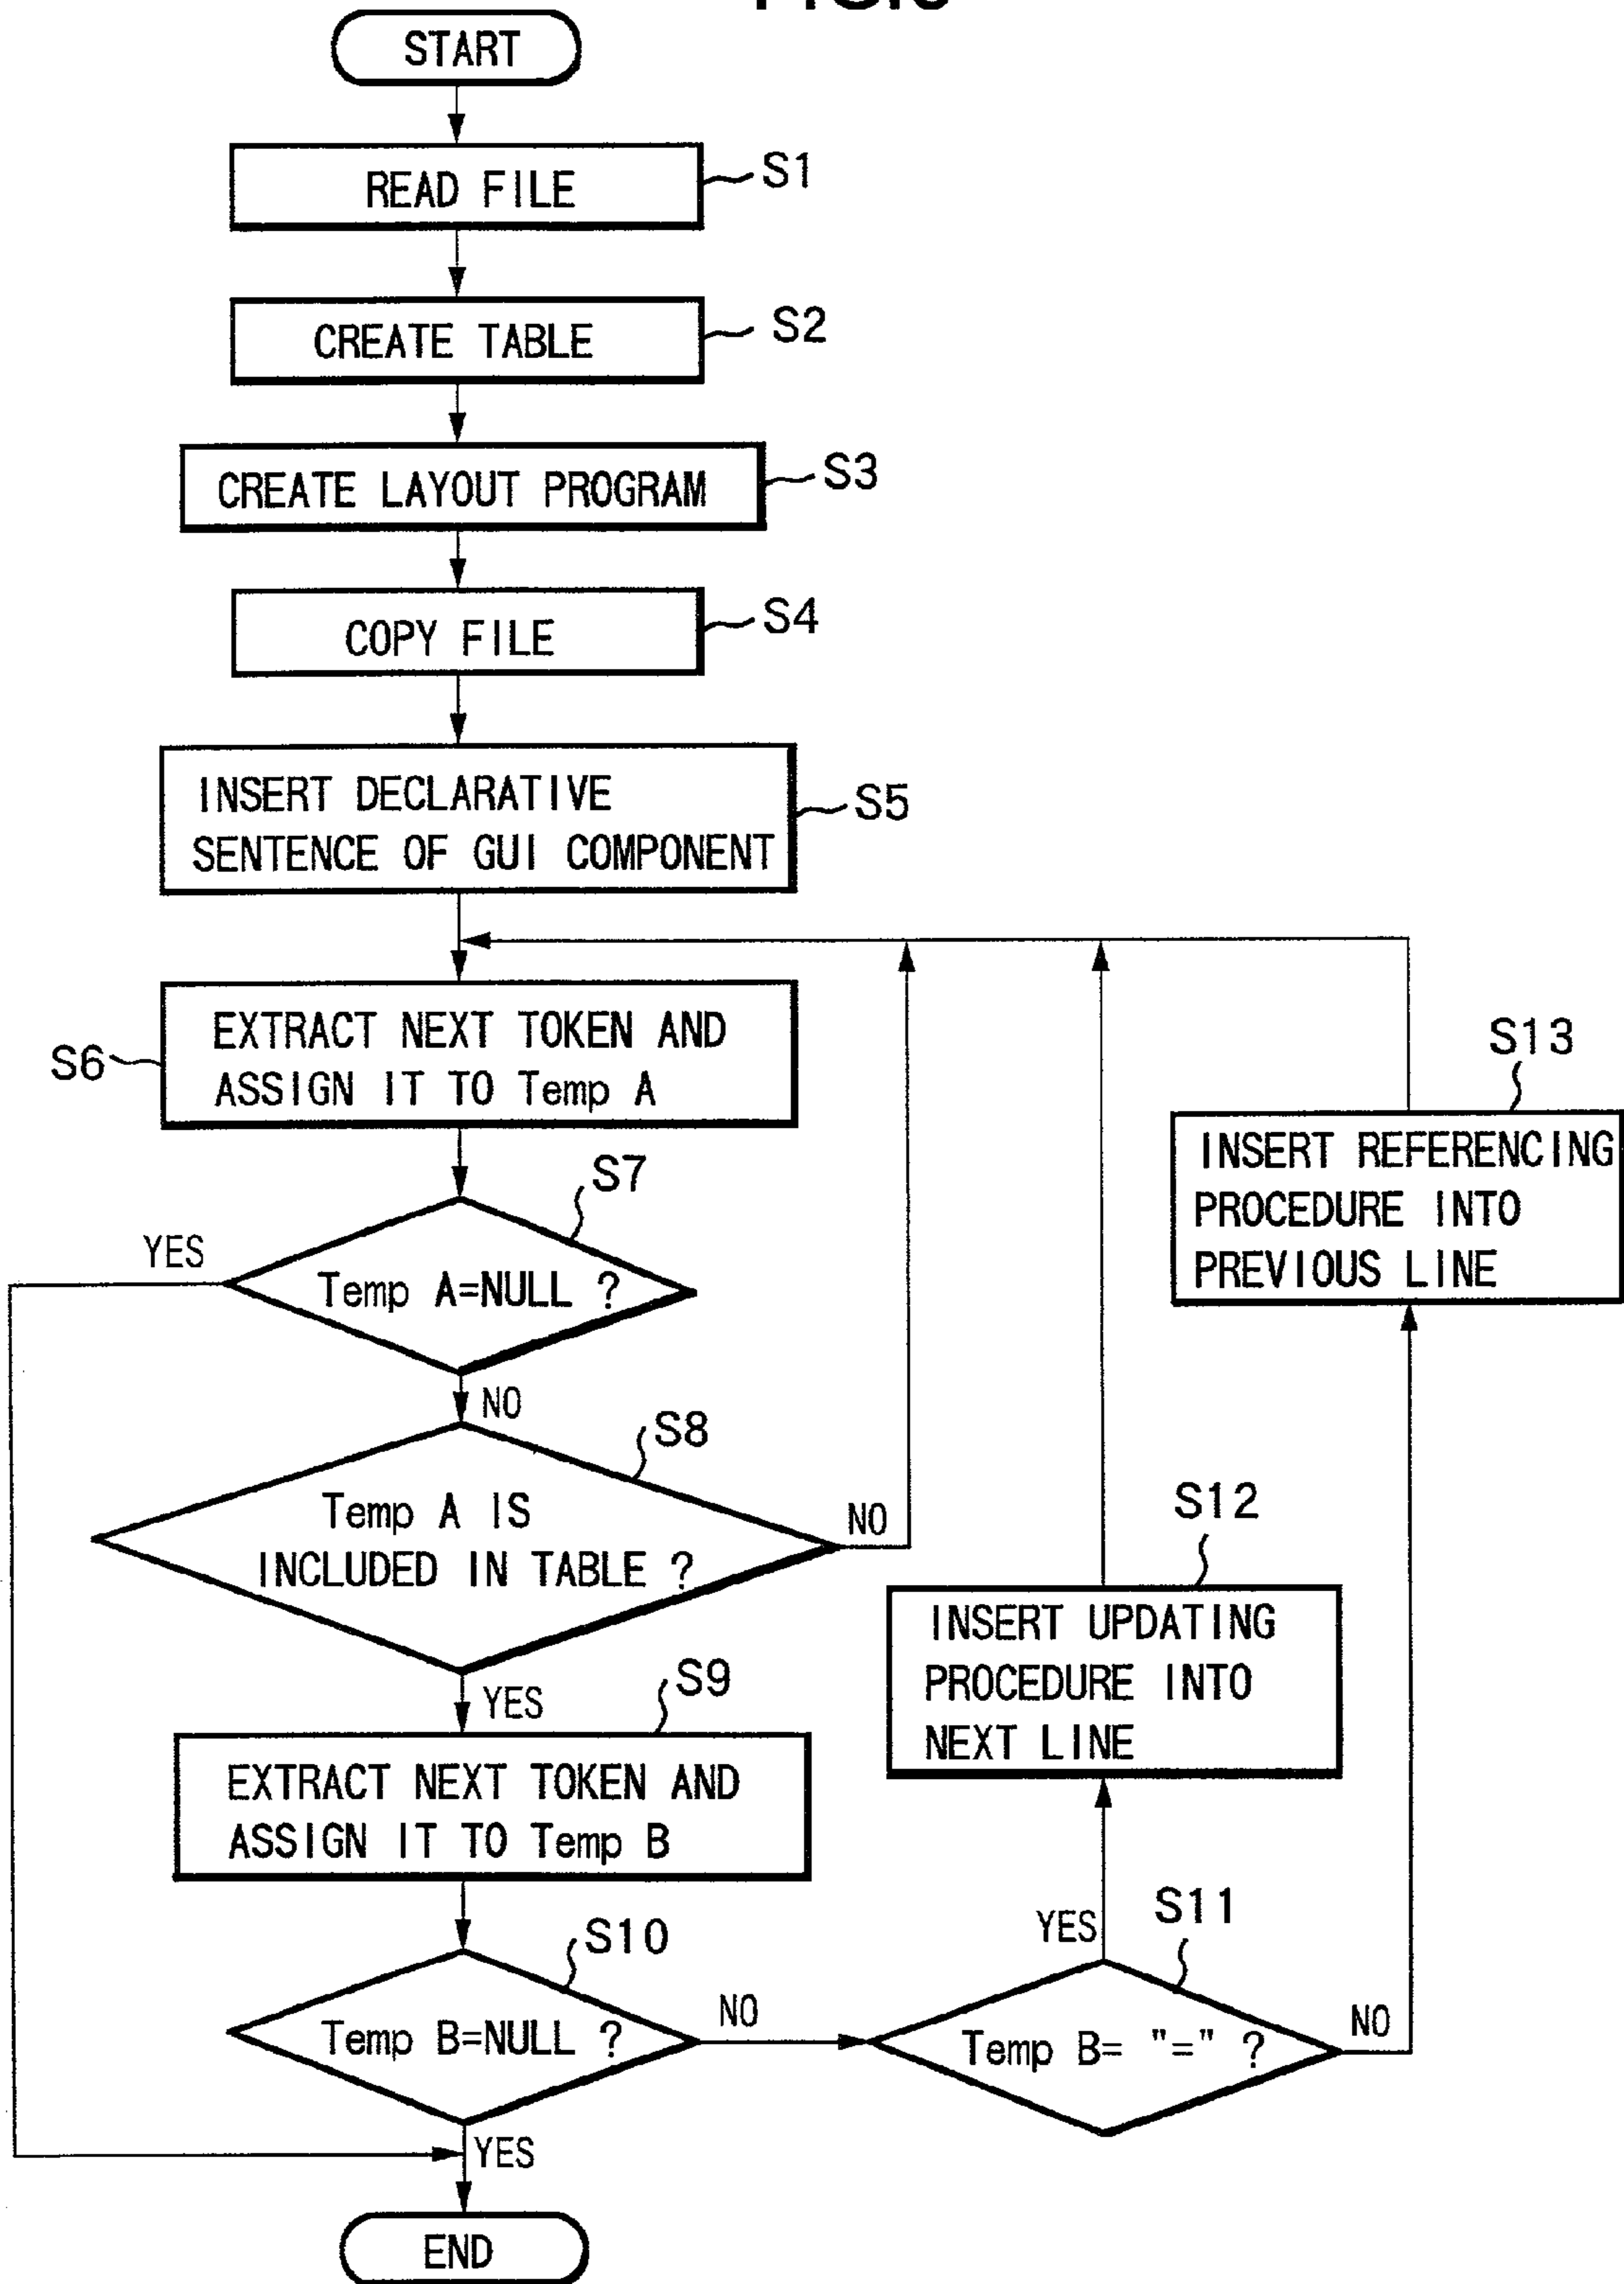 START
READ FILE
S1
CREATE TABLE
S2
CREATE LAYOUT PROGRAM
S3
COPY FILE
S4
INSERT DECLARATIVE
SENTENCE OF GUI COMPONENT
S5
EXTRACT NEXT TOKEN AND
ASSIGN IT TO Temp A
S6
S7
YES
Temp A=NULL ?
NO
S8
Temp A IS
INCLUDED IN TABLE ?
NO
YES
S9
EXTRACT NEXT TOKEN AND
ASSIGN IT TO Temp B
S10
Temp B=NULL ?
NO
YES
S11
YES
Temp B= "=" ?
NO
S12
INSERT UPDATING
PROCEDURE INTO
NEXT LINE
S13
INSERT REFERENCING
PROCEDURE INTO
PREVIOUS LINE
END